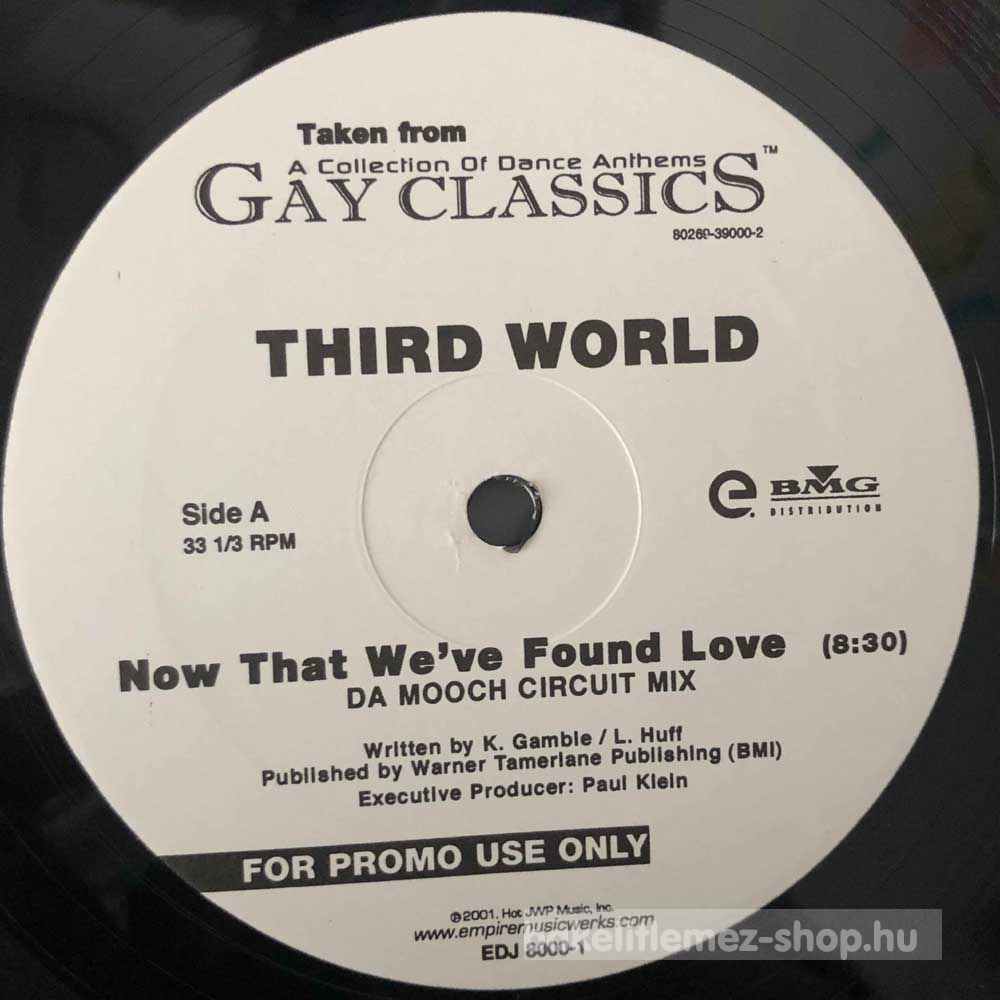 Taken from
A Collection Of Dance Anthems
GAY CLASSICS™
80269-39000-2
THIRD WORLD
Side A
33 1/3 RPM
e.
BMG
DISTRIBUTION
Now That We've Found Love (8:30)
DA MOOCH CIRCUIT MIX
Written by K. Gamble / L. Huff
Published by Warner Tamerlane Publishing (BMI)
Executive Producer: Paul Klein
FOR PROMO USE ONLY
℗2001, Hot JWP Music, Inc.
www.empiremusicwerks.com
EDJ 8000-1
bakelitlemez-shop.hu